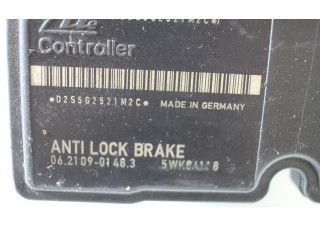 Controller
*D255G2521M2C* MADE IN GERMANY
ANTI LOCK BRAKE
06.2109-0148.3